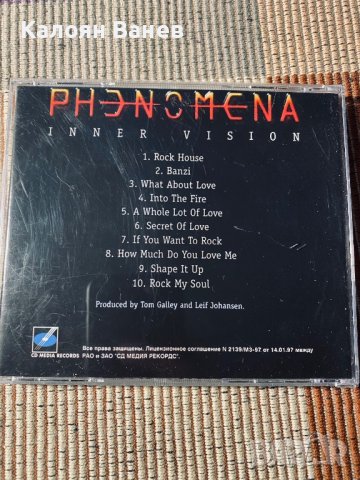 Калоян Ванев
PHENOMENA
INNER VISION
1. Rock House
2. Banzi
3. What About Love
4. Into The Fire
5. A Whole Lot Of Love
6. Secret Of Love
7. If You Want To Rock
8. How Much Do You Love Me
9. Shape It Up
10. Rock My Soul
Produced by Tom Galley and Leif Johansen.
Все права защищены. Лицензионное соглашение N 2139/МЗ-97 от 14.01.97 между
CD MEDIA RECORDS РАО и ЗАО "СД МЕДИЯ РЕКОРДС".